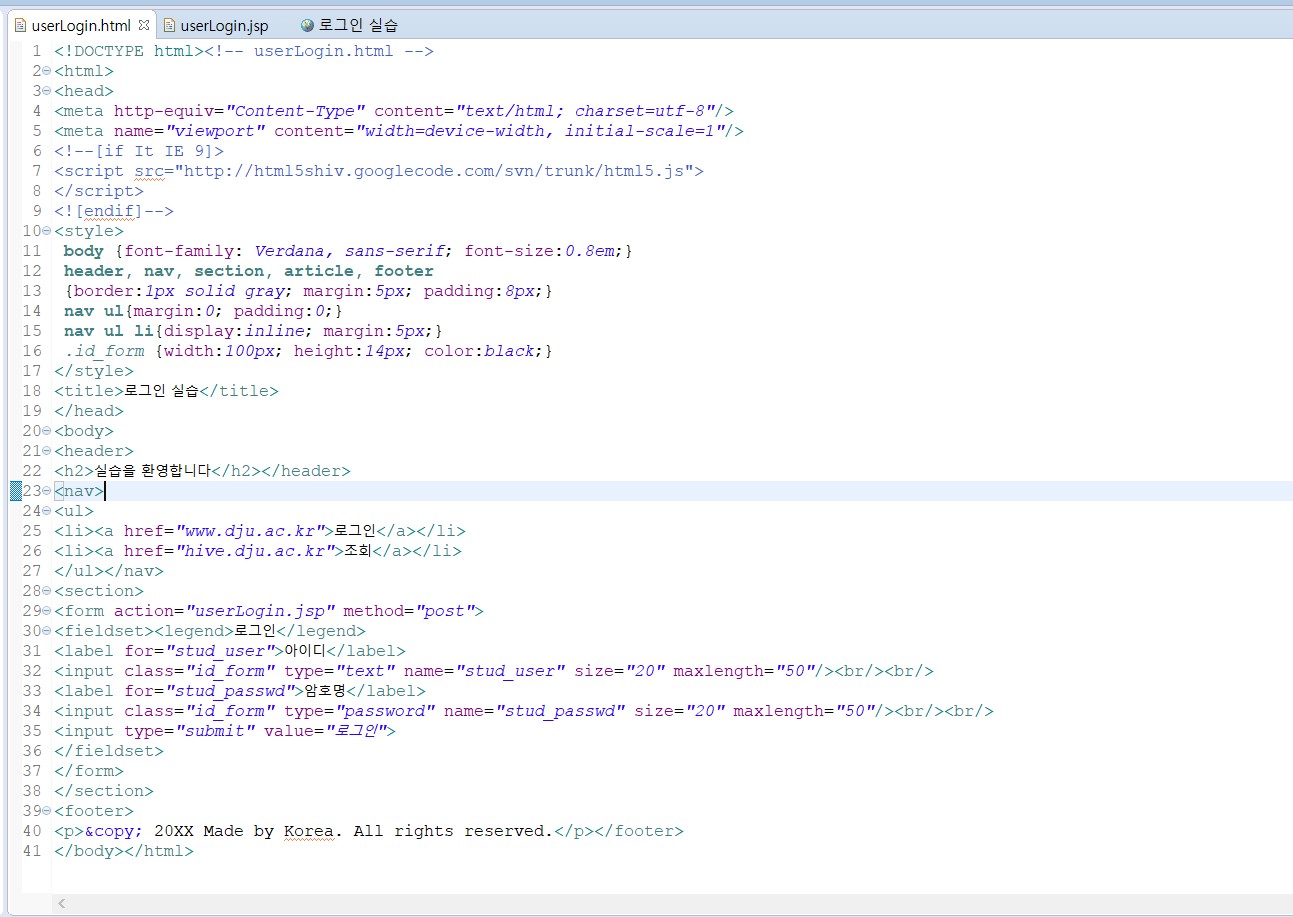 userLogin.html userLogin.jsp 로그인 실습
1 <!DOCTYPE html><!-- userLogin.html -->
2 <html>
3 <head>
4 <meta http-equiv="Content-Type" content="text/html; charset=utf-8"/>
5 <meta name="viewport" content="width=device-width, initial-scale=1"/>
6 <!--[if It IE 9]>
7 <script src="http://html5shiv.googlecode.com/svn/trunk/html5.js">
8 </script>
9 <![endif]-->
10 <style>
11 body {font-family: Verdana, sans-serif; font-size:0.8em;}
12 header, nav, section, article, footer
13 {border:1px solid gray; margin:5px; padding:8px;}
14 nav ul{margin:0; padding:0;}
15 nav ul li{display:inline; margin:5px;}
16 .id_form {width:100px; height:14px; color:black;}
17 </style>
18 <title>로그인 실습</title>
19 </head>
20 <body>
21 <header>
22 <h2>실습을 환영합니다</h2></header>
23 <nav>
24 <ul>
25 <li><a href="www.dju.ac.kr">로그인</a></li>
26 <li><a href="hive.dju.ac.kr">조회</a></li>
27 </ul></nav>
28 <section>
29 <form action="userLogin.jsp" method="post">
30 <fieldset><legend>로그인</legend>
31 <label for="stud_user">아이디</label>
32 <input class="id_form" type="text" name="stud_user" size="20" maxlength="50"/><br/><br/>
33 <label for="stud_passwd">암호명</label>
34 <input class="id_form" type="password" name="stud_passwd" size="20" maxlength="50"/><br/><br/>
35 <input type="submit" value="로그인">
36 </fieldset>
37 </form>
38 </section>
39 <footer>
40 <p>&copy; 20XX Made by Korea. All rights reserved.</p></footer>
41 </body></html>